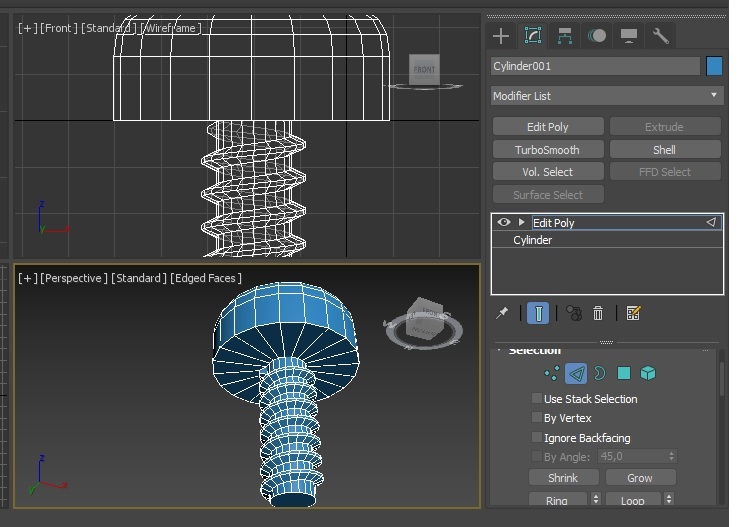 [+] [Front] [Standard] [Wireframe]
FRONT
z
y
x
[+] [Perspective] [Standard] [Edged Faces]
z
y
x
Cylinder001
Modifier List
Edit Poly
Extrude
TurboSmooth
Shell
Vol. Select
FFD Select
Surface Select
Edit Poly
Cylinder
Selection
Use Stack Selection
By Vertex
Ignore Backfacing
By Angle: 45,0
Shrink
Grow
Ring
Loop